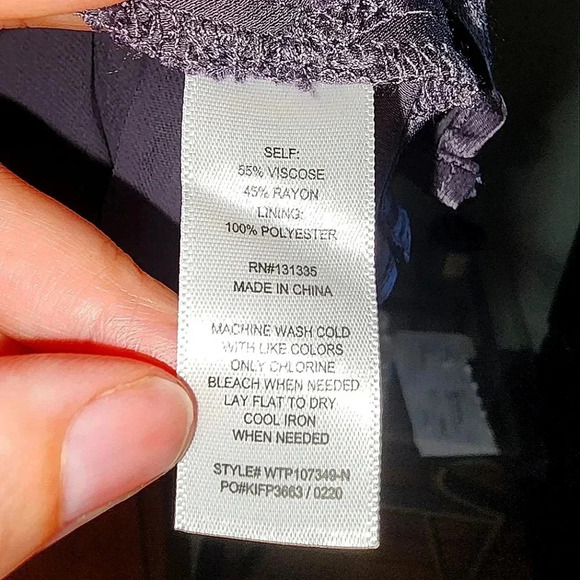 SELF:
55% VISCOSE
45% RAYON
LINING:
100% POLYESTER
RN#131335
MADE IN CHINA
MACHINE WASH COLD
WITH LIKE COLORS
ONLY CHLORINE
BLEACH WHEN NEEDED
LAY FLAT TO DRY
COOL IRON
WHEN NEEDED
STYLE# WTP107349-N
PO#KIFP3663 / 0220